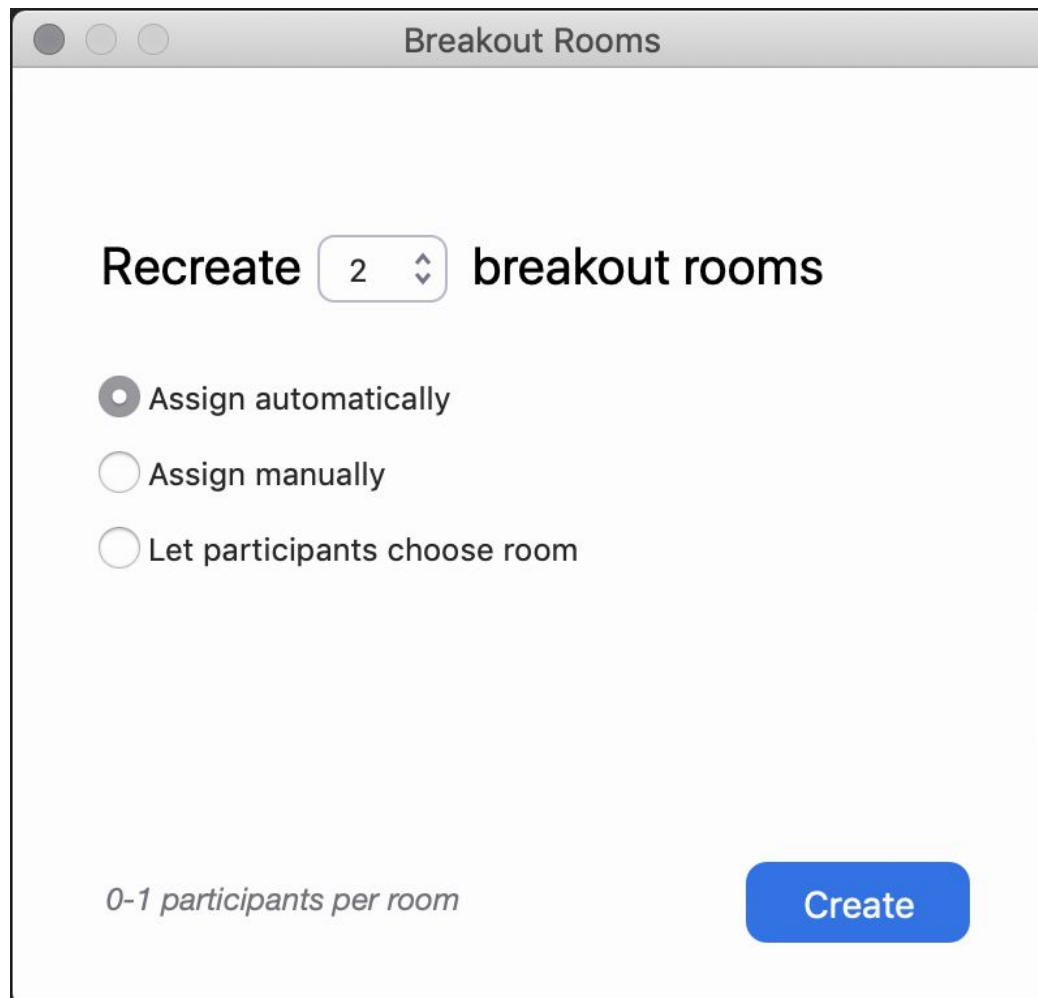 Breakout Rooms
Recreate 2 breakout rooms
Assign automatically
Assign manually
Let participants choose room
0-1 participants per room
Create